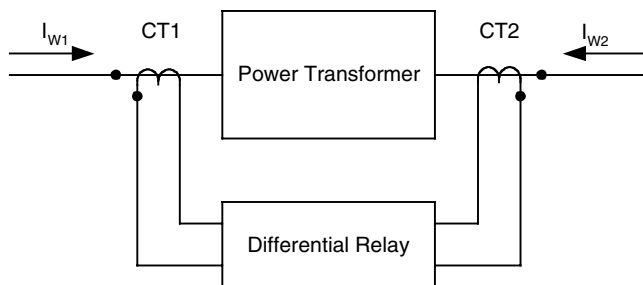 I_W1 CT1 CT2 I_W2
Power Transformer
Differential Relay